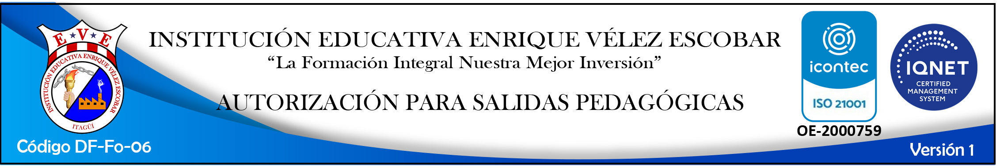 E V E
INSTITUCIÓN EDUCATIVA ENRIQUE VÉLEZ ESCOBAR
ITAGÜÍ
Código DF-Fo-06
INSTITUCIÓN EDUCATIVA ENRIQUE VÉLEZ ESCOBAR
“La Formación Integral Nuestra Mejor Inversión”
AUTORIZACIÓN PARA SALIDAS PEDAGÓGICAS
icontec
ISO 21001
OE-2000759
IQNET
CERTIFIED
MANAGEMENT
SYSTEM
Versión 1